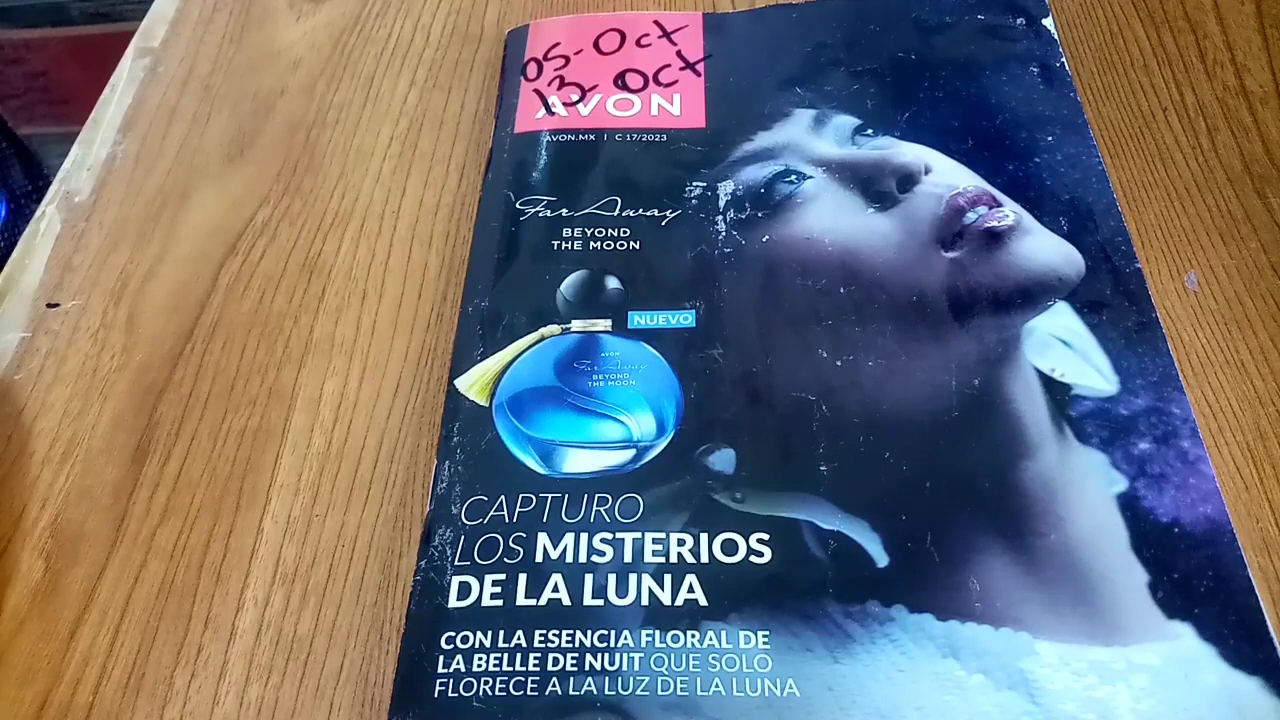 05-Oct
13 Oct
AVON
AVON.MX | C 17/2023
Far Away
BEYOND
THE MOON
NUEVO
AVON
Far Away
BEYOND
THE MOON
CAPTURO
LOS MISTERIOS
DE LA LUNA
CON LA ESENCIA FLORAL DE
LA BELLE DE NUIT QUE SOLO
FLORECE A LA LUZ DE LA LUNA